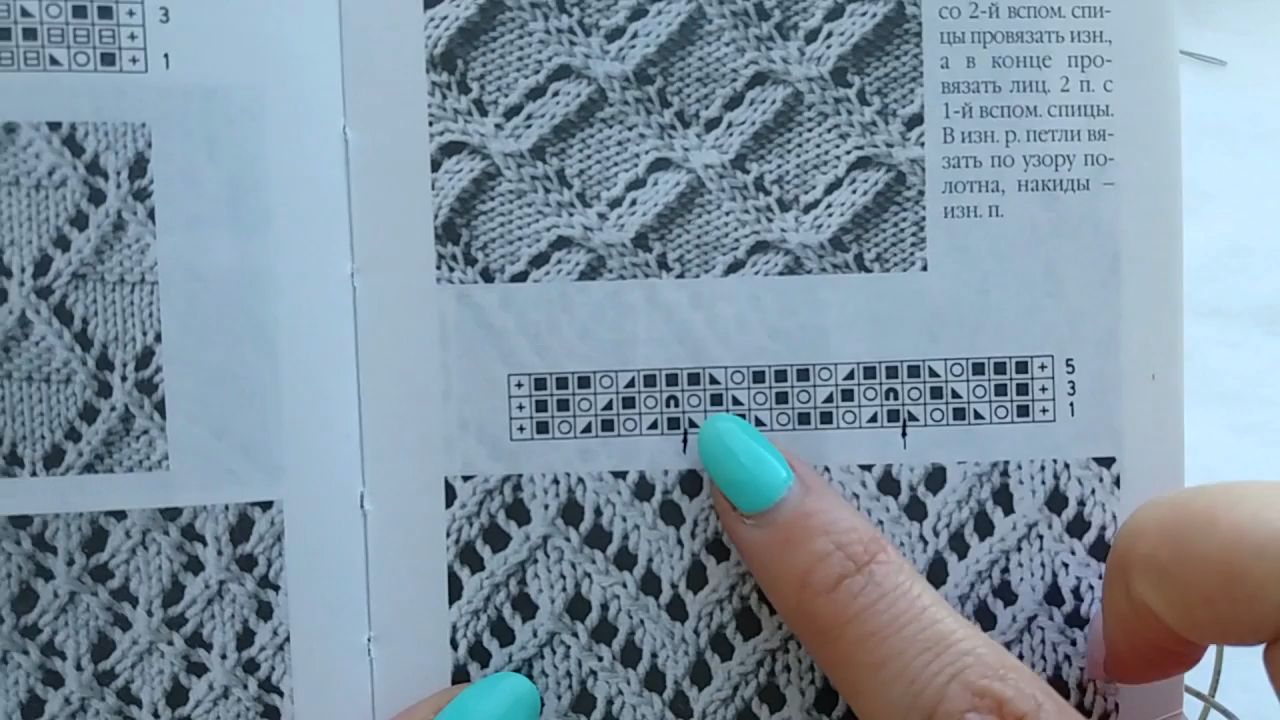 3
1
со 2-й вспом. спи-
цы провязать изн.,
а в конце про-
вязать лиц. 2 п. с
1-й вспом. спицы.
В изн. р. петли вя-
зать по узору по-
лотна, накиды –
изн. п.
5
3
1